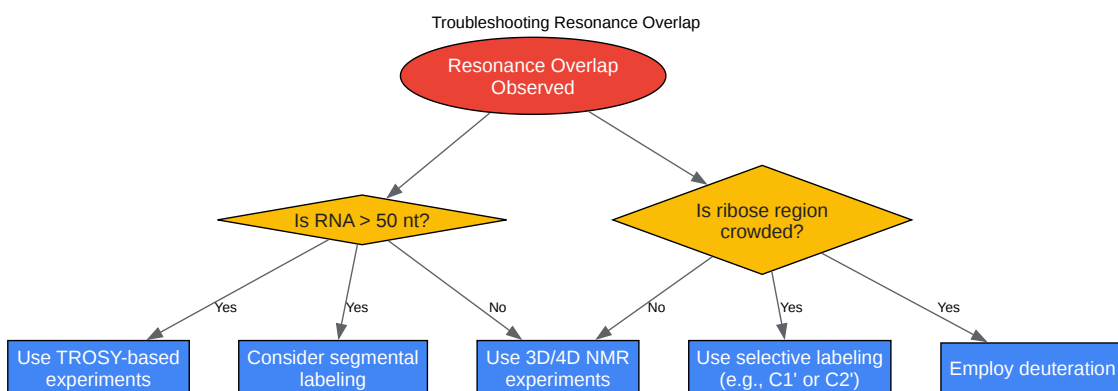 Troubleshooting Resonance Overlap
Resonance Overlap
Observed
Is RNA > 50 nt?
Is ribose region
crowded?
Yes
Yes
No
No
Yes
Yes
Use TROSY-based
experiments
Consider segmental
labeling
Use 3D/4D NMR
experiments
Use selective labeling
(e.g., C1' or C2')
Employ deuteration